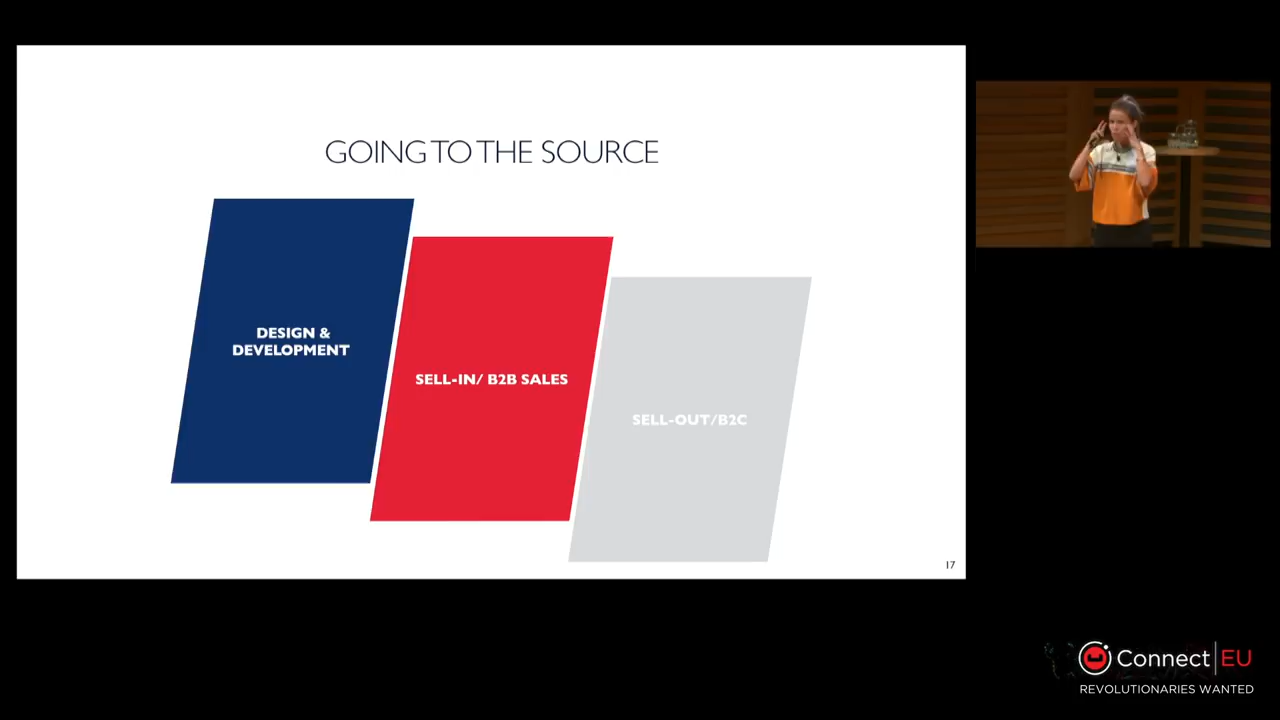 GOING TO THE SOURCE
DESIGN &
DEVELOPMENT
SELL-IN/ B2B SALES
SELL-OUT/B2C
17
Connect|EU
REVOLUTIONARIES WANTED